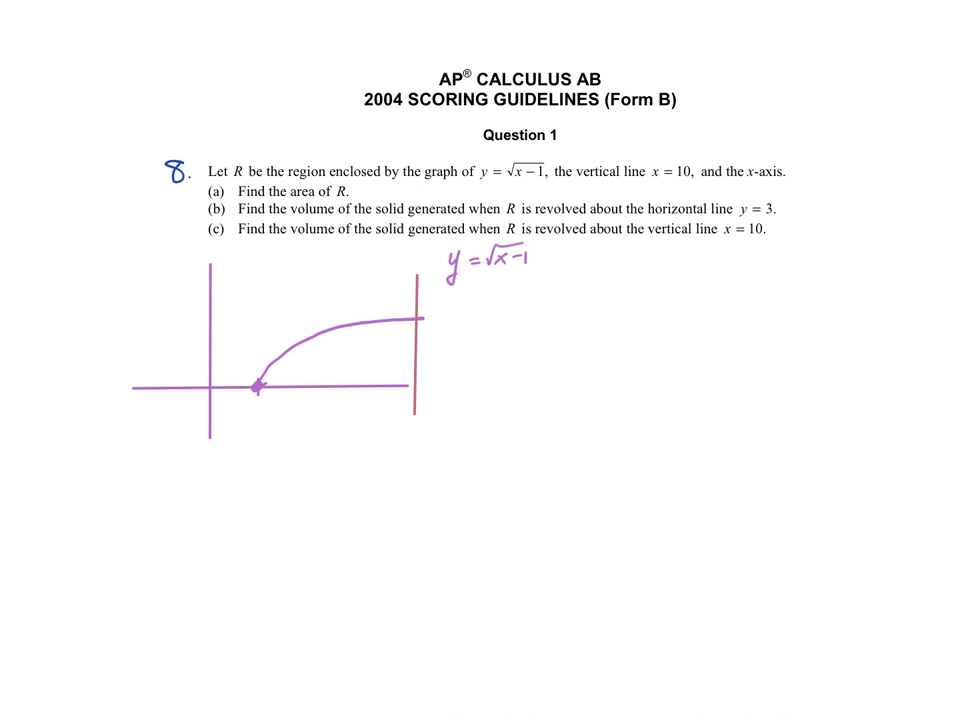 AP® CALCULUS AB
2004 SCORING GUIDELINES (Form B)
Question 1
8. Let R be the region enclosed by the graph of y = √(x − 1), the vertical line x = 10, and the x-axis.
(a) Find the area of R.
(b) Find the volume of the solid generated when R is revolved about the horizontal line y = 3.
(c) Find the volume of the solid generated when R is revolved about the vertical line x = 10.
y = √(x-1)